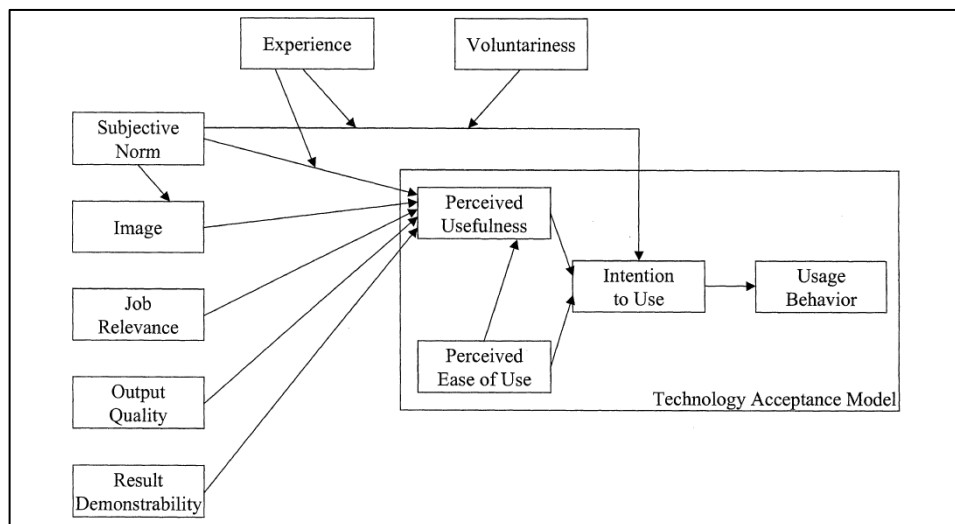 Experience
Voluntariness
Subjective
Norm
Image
Job
Relevance
Output
Quality
Result
Demonstrability
Perceived
Usefulness
Perceived
Ease of Use
Intention
to Use
Usage
Behavior
Technology Acceptance Model